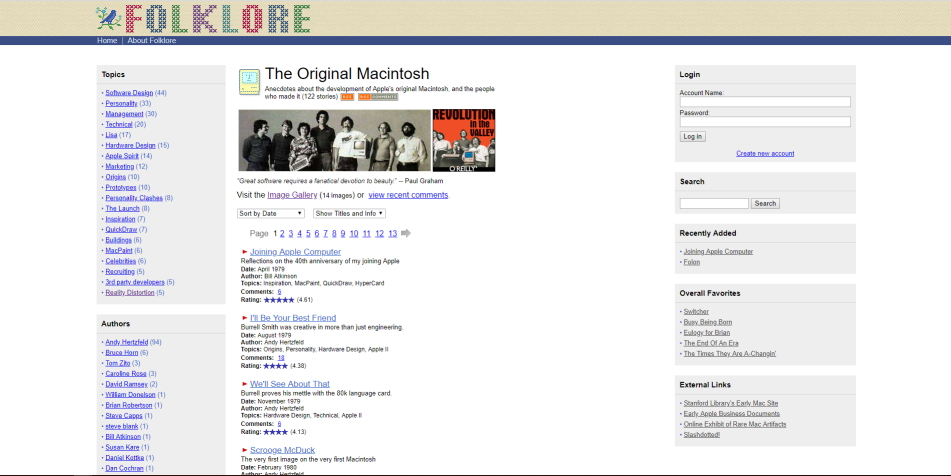 FOLKLORE
Home | About Folklore
Topics
Software Design (44)
Personality (33)
Management (30)
Technical (20)
Lisa (17)
Hardware Design (15)
Apple Spirit (14)
Marketing (12)
Origins (10)
Prototypes (10)
Personality Clashes (8)
The Launch (8)
Inspiration (7)
QuickDraw (7)
Buildings (6)
MacPaint (6)
Celebrities (6)
Recruiting (5)
3rd party developers (5)
Reality Distortion (5)
Authors
Andy Hertzfeld (94)
Bruce Horn (6)
Tom Zito (3)
Caroline Rose (3)
David Ramsey (2)
William Donelson (1)
Brian Robertson (1)
Steve Capps (1)
steve blank (1)
Bill Atkinson (1)
Susan Kare (1)
Daniel Kottke (1)
Dan Cochran (1)
The Original Macintosh
Anecdotes about the development of Apple's original Macintosh, and the people
who made it (122 stories)
REVOLUTION
in the
VALLEY
O'REILLY
"Great software requires a fanatical devotion to beauty." -- Paul Graham
Visit the Image Gallery (14 images) or view recent comments.
Sort by Date Show Titles and Info
Page 1 2 3 4 5 6 7 8 9 10 11 12 13
Joining Apple Computer
Reflections on the 40th anniversary of my joining Apple
Date: April 1979
Author: Bill Atkinson
Topics: Inspiration, MacPaint, QuickDraw, HyperCard
Comments: 6
Rating: (4.61)
I'll Be Your Best Friend
Burrell Smith was creative in more than just engineering.
Date: August 1979
Author: Andy Hertzfeld
Topics: Origins, Personality, Hardware Design, Apple II
Comments: 18
Rating: (4.38)
We'll See About That
Burrell proves his mettle with the 80k language card.
Date: November 1979
Author: Andy Hertzfeld
Topics: Hardware Design, Technical, Apple II
Comments: 6
Rating: (4.13)
Scrooge McDuck
The very first image on the very first Macintosh
Date: February 1980
Author: Andy Hertzfeld
Login
Account Name:
Password:
Log in
Create new account
Search
Search
Recently Added
Joining Apple Computer
Folon
Overall Favorites
Switcher
Busy Being Born
Eulogy for Brian
The End Of An Era
The Times They Are A-Changin'
External Links
Stanford Library's Early Mac Site
Early Apple Business Documents
Online Exhibit of Rare Mac Artifacts
Slashdotted!